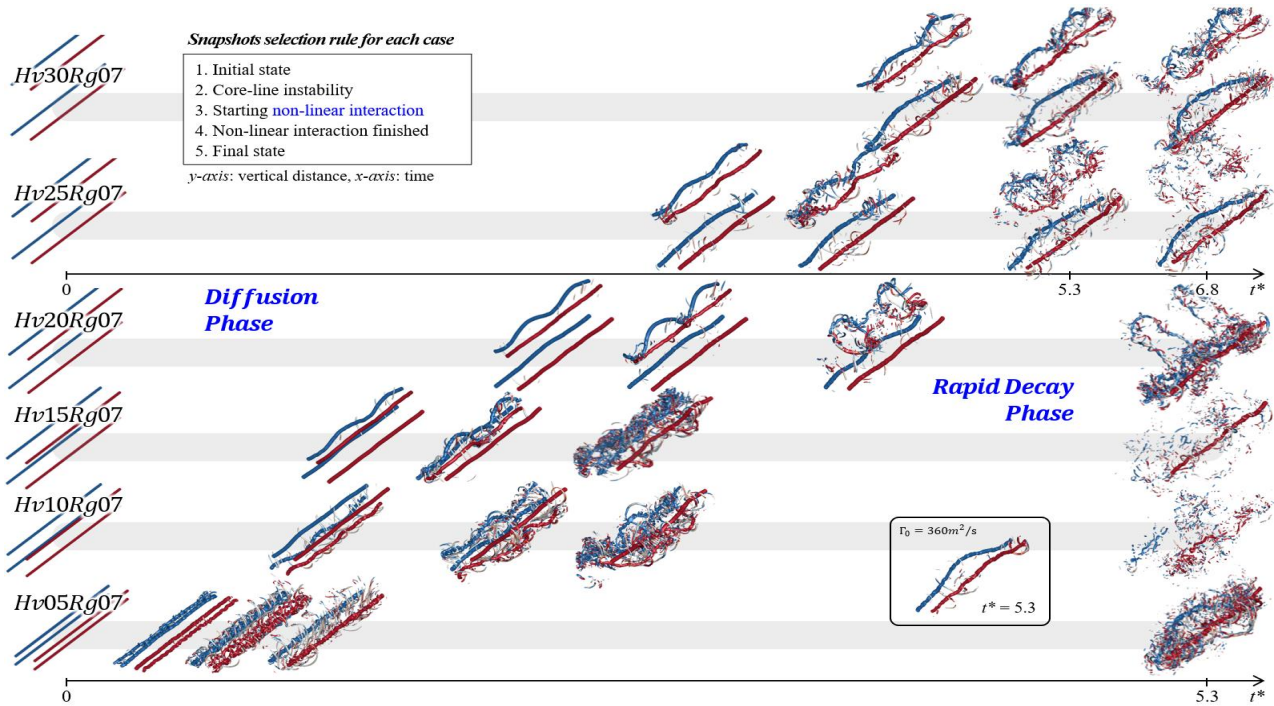 Snapshots selection rule for each case
Hv30Rg07
1. Initial state
2. Core-line instability
3. Starting non-linear interaction
4. Non-linear interaction finished
5. Final state
y-axis: vertical distance, x-axis: time
Hv25Rg07
0
5.3
6.8
t*
Diffusion
Phase
Hv20Rg07
Rapid Decay
Phase
Hv15Rg07
Hv10Rg07
Γ₀ = 360m²/s
t* = 5.3
Hv05Rg07
0
5.3
t*